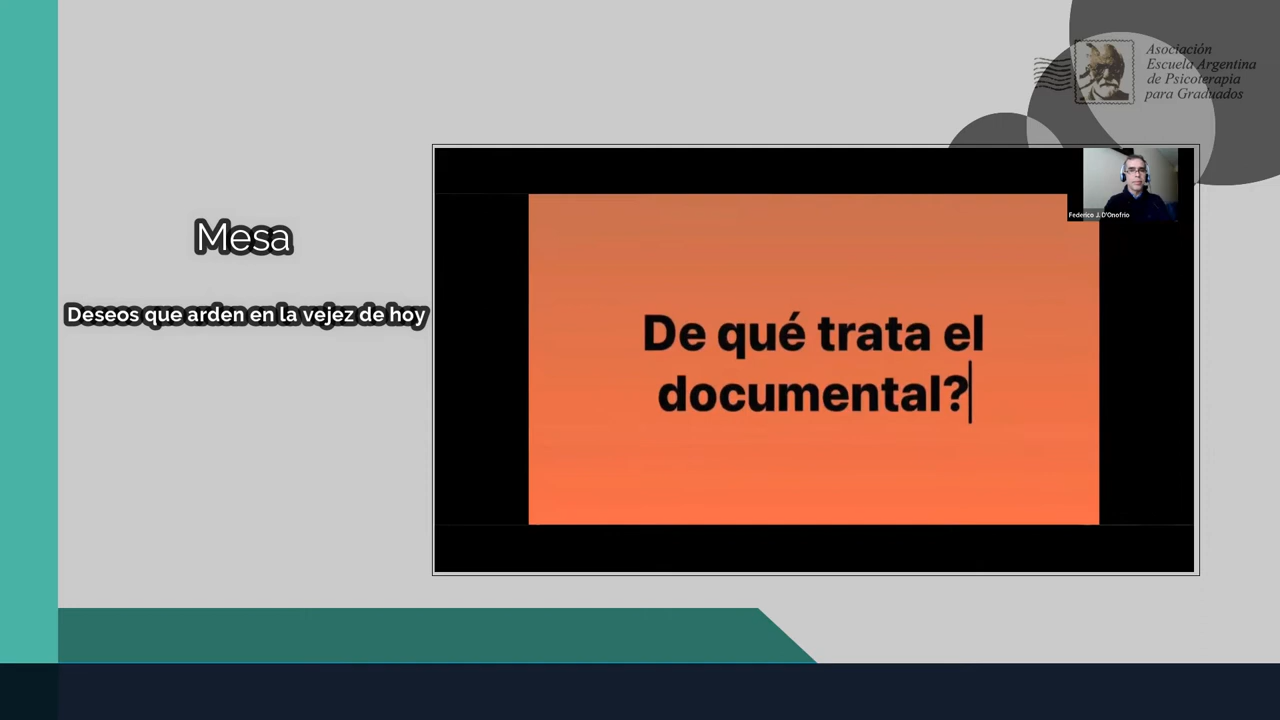 Asociación
Escuela Argentina
de Psicoterapia
para Graduados
Federico J. D'Onofrio
Mesa
Deseos que arden en la vejez de hoy
De qué trata el
documental?